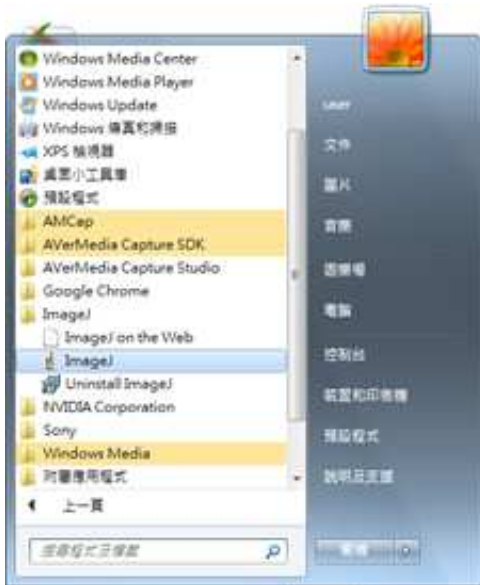 Windows Media Center
Windows Media Player
Windows Update
Windows 傳真和掃描
XPS 檢視器
桌面小工具庫
預設程式
AMCap
AVerMedia Capture SDK
AVerMedia Capture Studio
Google Chrome
ImageJ
ImageJ on the Web
ImageJ
Uninstall ImageJ
NVIDIA Corporation
Sony
Windows Media
附屬應用程式
上一頁
搜尋程式及檔案
user
文件
圖片
音樂
遊樂場
電腦
控制台
裝置和印表機
預設程式
說明及支援